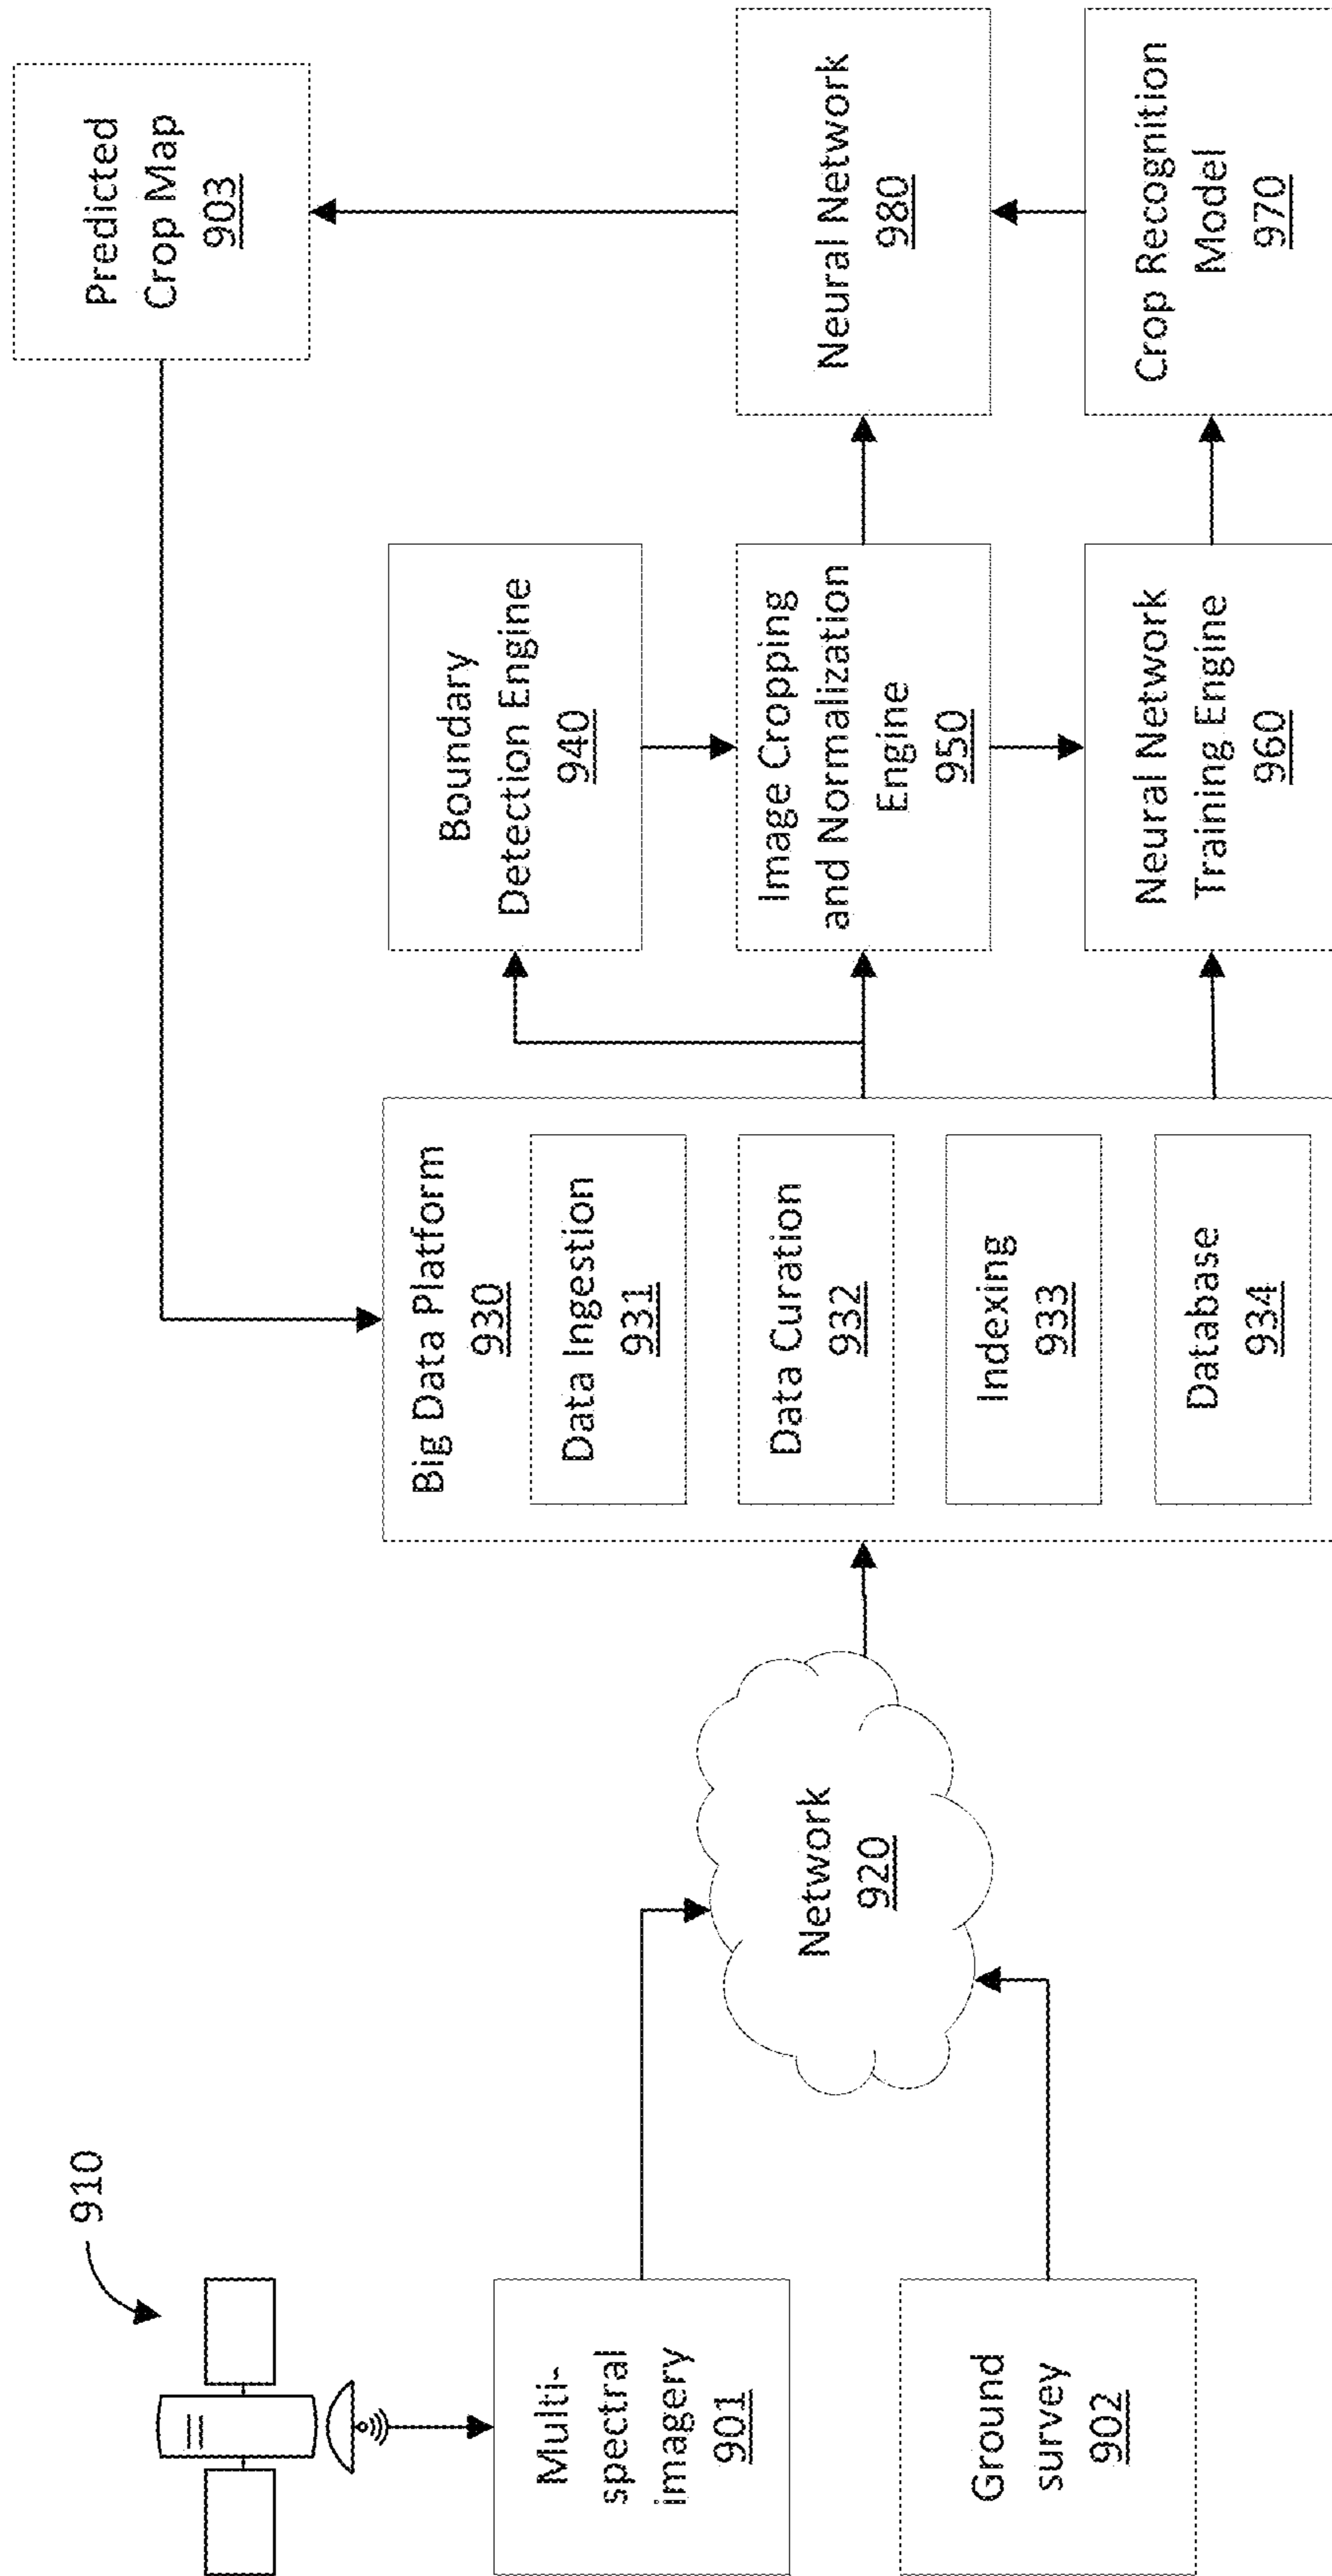 910
Multi-
spectral
imagery
901
Ground
survey
902
Network
920
Big Data Platform
930
Data Ingestion
931
Data Curation
932
Indexing
933
Database
934
Boundary
Detection Engine
940
Image Cropping
and Normalization
Engine
950
Neural Network
Training Engine
960
Predicted
Crop Map
903
Neural Network
980
Crop Recognition
Model
970